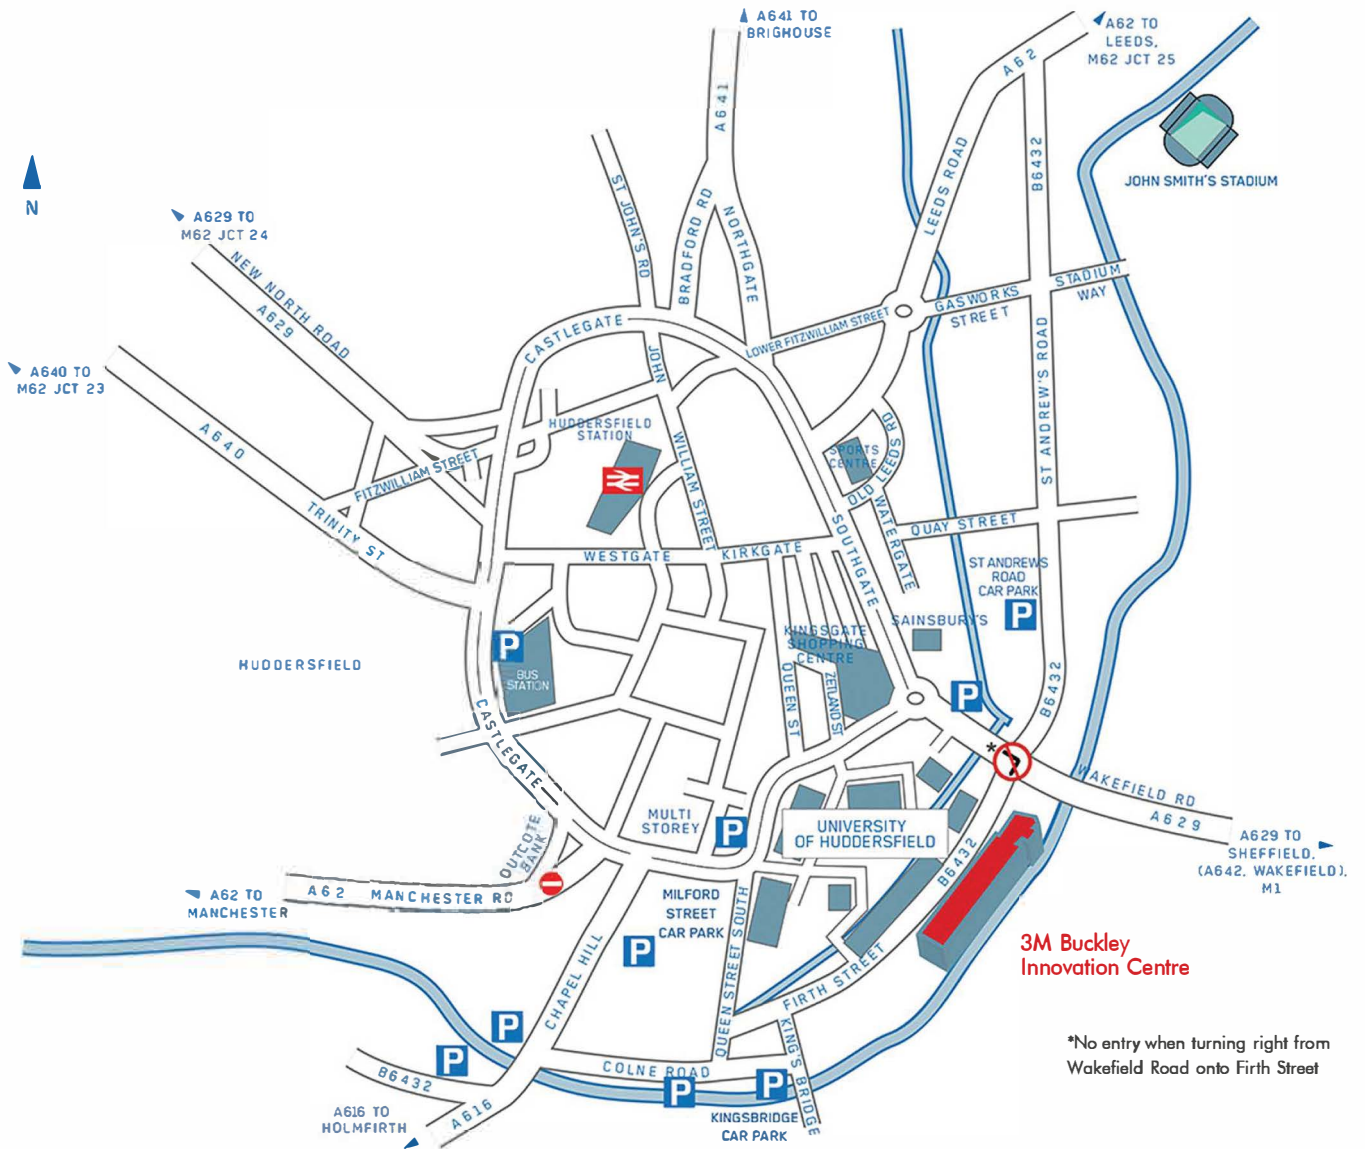 A641 TO
BRIGHOUSE
A62 TO
LEEDS,
M62 JCT 25
A62
A641
B6432
LEEDS ROAD
JOHN SMITH'S STADIUM
N
ST JOHN'S RD
BRADFORD RD
NORTHGATE
A629 TO
M62 JCT 24
NEW NORTH ROAD
A629
STADIUM
WAY
GASWORKS
STREET
LOWER FITZWILLIAM STREET
CASTLEGATE
JOHN
WILLIAM STREET
A640 TO
M62 JCT 23
A640
ST ANDREW'S ROAD
HUDDERSFIELD
STATION
FITZWILLIAM STREET
SPORTS
CENTRE
OLD LEEDS RD
TRINITY ST
SOUTHGATE
WATERGATE
QUAY STREET
WESTGATE
KIRKGATE
ST ANDREWS
ROAD
CAR PARK
P
SAINSBURY'S
KINGSGATE
SHOPPING
CENTRE
P
HUDDERSFIELD
BUS
STATION
QUEEN ST
ZETLAND ST
P
B6432
CASTLEGATE
*
WAKEFIELD RD
A629
MULTI
STOREY
P
UNIVERSITY
OF HUDDERSFIELD
OUTCOTE
BANK
A629 TO
SHEFFIELD,
(A642, WAKEFIELD),
M1
B6432
A62 MANCHESTER RD
A62 TO
MANCHESTER
MILFORD
STREET
CAR PARK
P
QUEEN STREET SOUTH
3M Buckley
Innovation Centre
CHAPEL HILL
FIRTH STREET
P
P
KING'S BRIDGE
*No entry when turning right from
Wakefield Road onto Firth Street
B6432
COLNE ROAD
P
P
A616 TO
HOLMFIRTH
A616
KINGSBRIDGE
CAR PARK